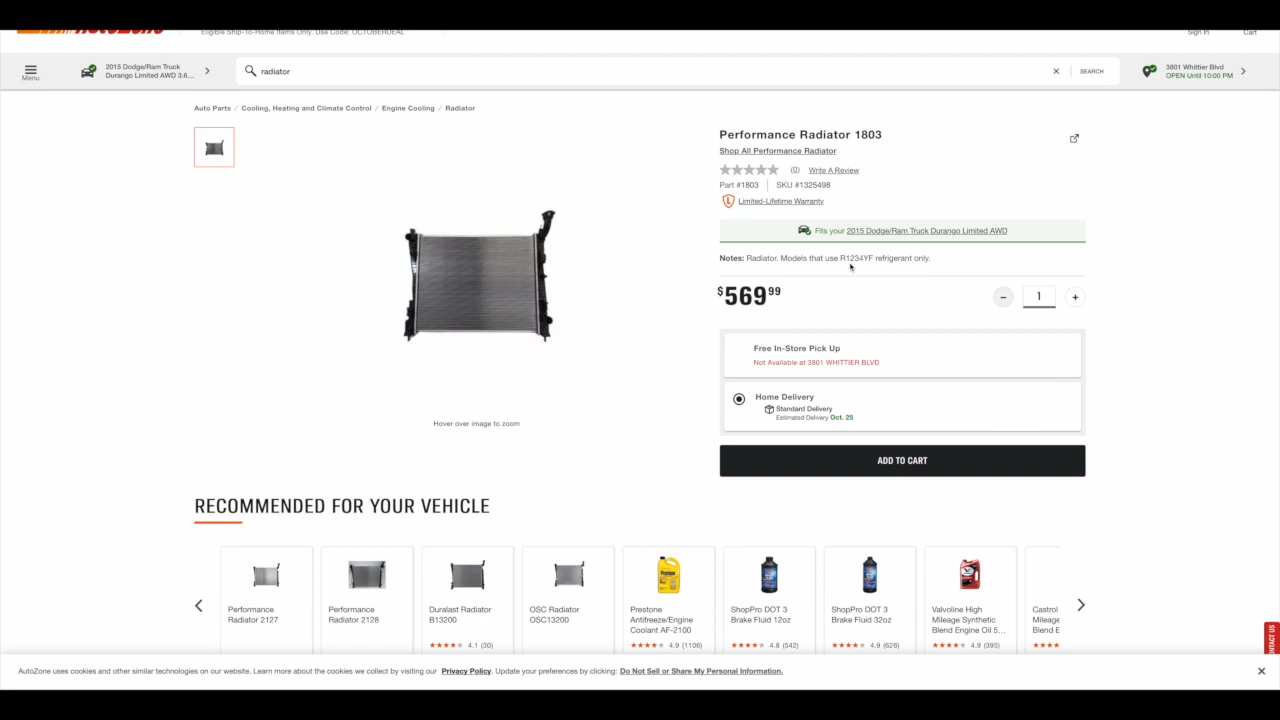 AutoZone
Eligible Ship-To-Home Items Only. Use Code: OCTOBERDEAL
Sign In
Cart
Menu
2015 Dodge/Ram Truck
Durango Limited AWD 3.6...
radiator
SEARCH
3801 Whittier Blvd
OPEN Until 10:00 PM
Auto Parts / Cooling, Heating and Climate Control / Engine Cooling / Radiator
Performance Radiator 1803
Shop All Performance Radiator
(0) Write A Review
Part #1803 | SKU #1325498
Limited-Lifetime Warranty
Fits your 2015 Dodge/Ram Truck Durango Limited AWD
Notes: Radiator. Models that use R1234YF refrigerant only.
$569 99
1
Free In-Store Pick Up
Not Available at 3801 WHITTIER BLVD
Home Delivery
Standard Delivery
Estimated Delivery Oct. 25
Hover over image to zoom
ADD TO CART
RECOMMENDED FOR YOUR VEHICLE
Performance
Radiator 2127
Performance
Radiator 2128
Duralast Radiator
B13200
4.1 (30)
OSC Radiator
OSC13200
Prestone
Antifreeze/Engine
Coolant AF-2100
4.9 (1106)
ShopPro DOT 3
Brake Fluid 12oz
4.8 (542)
ShopPro DOT 3
Brake Fluid 32oz
4.9 (626)
Valvoline High
Mileage Synthetic
Blend Engine Oil 5...
4.9 (395)
Castrol
Mileage
Blend E
CONTACT US
AutoZone uses cookies and other similar technologies on our website. Learn more about the cookies we collect by visiting our Privacy Policy. Update your preferences by clicking: Do Not Sell or Share My Personal Information.